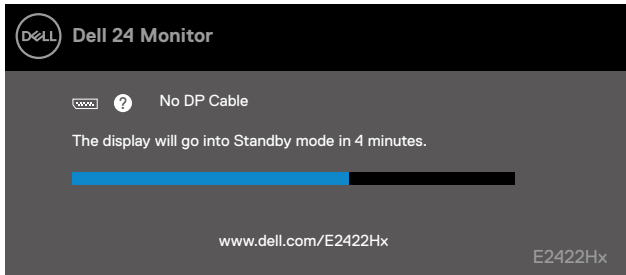 DELL
Dell 24 Monitor
? No DP Cable
The display will go into Standby mode in 4 minutes.
www.dell.com/E2422Hx
E2422Hx